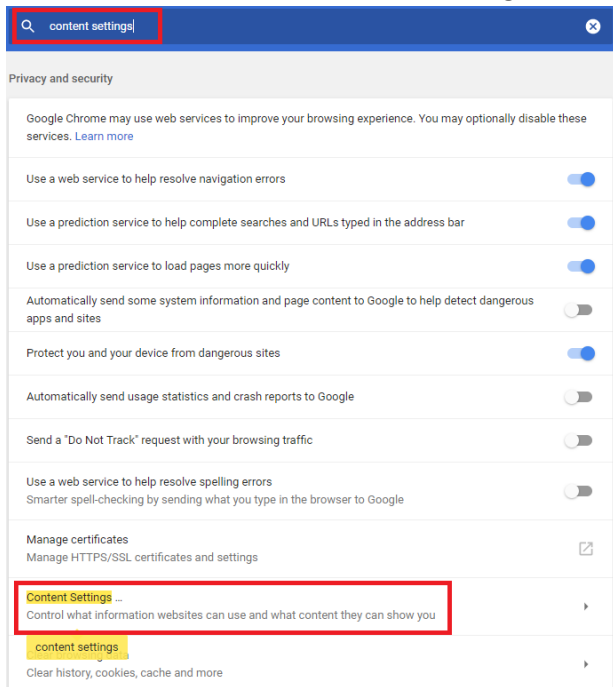 content settings
Privacy and security
Google Chrome may use web services to improve your browsing experience. You may optionally disable these
services. Learn more
Use a web service to help resolve navigation errors
Use a prediction service to help complete searches and URLs typed in the address bar
Use a prediction service to load pages more quickly
Automatically send some system information and page content to Google to help detect dangerous
apps and sites
Protect you and your device from dangerous sites
Automatically send usage statistics and crash reports to Google
Send a "Do Not Track" request with your browsing traffic
Use a web service to help resolve spelling errors
Smarter spell-checking by sending what you type in the browser to Google
Manage certificates
Manage HTTPS/SSL certificates and settings
Content Settings ...
Control what information websites can use and what content they can show you
content settings
Clear history, cookies, cache and more